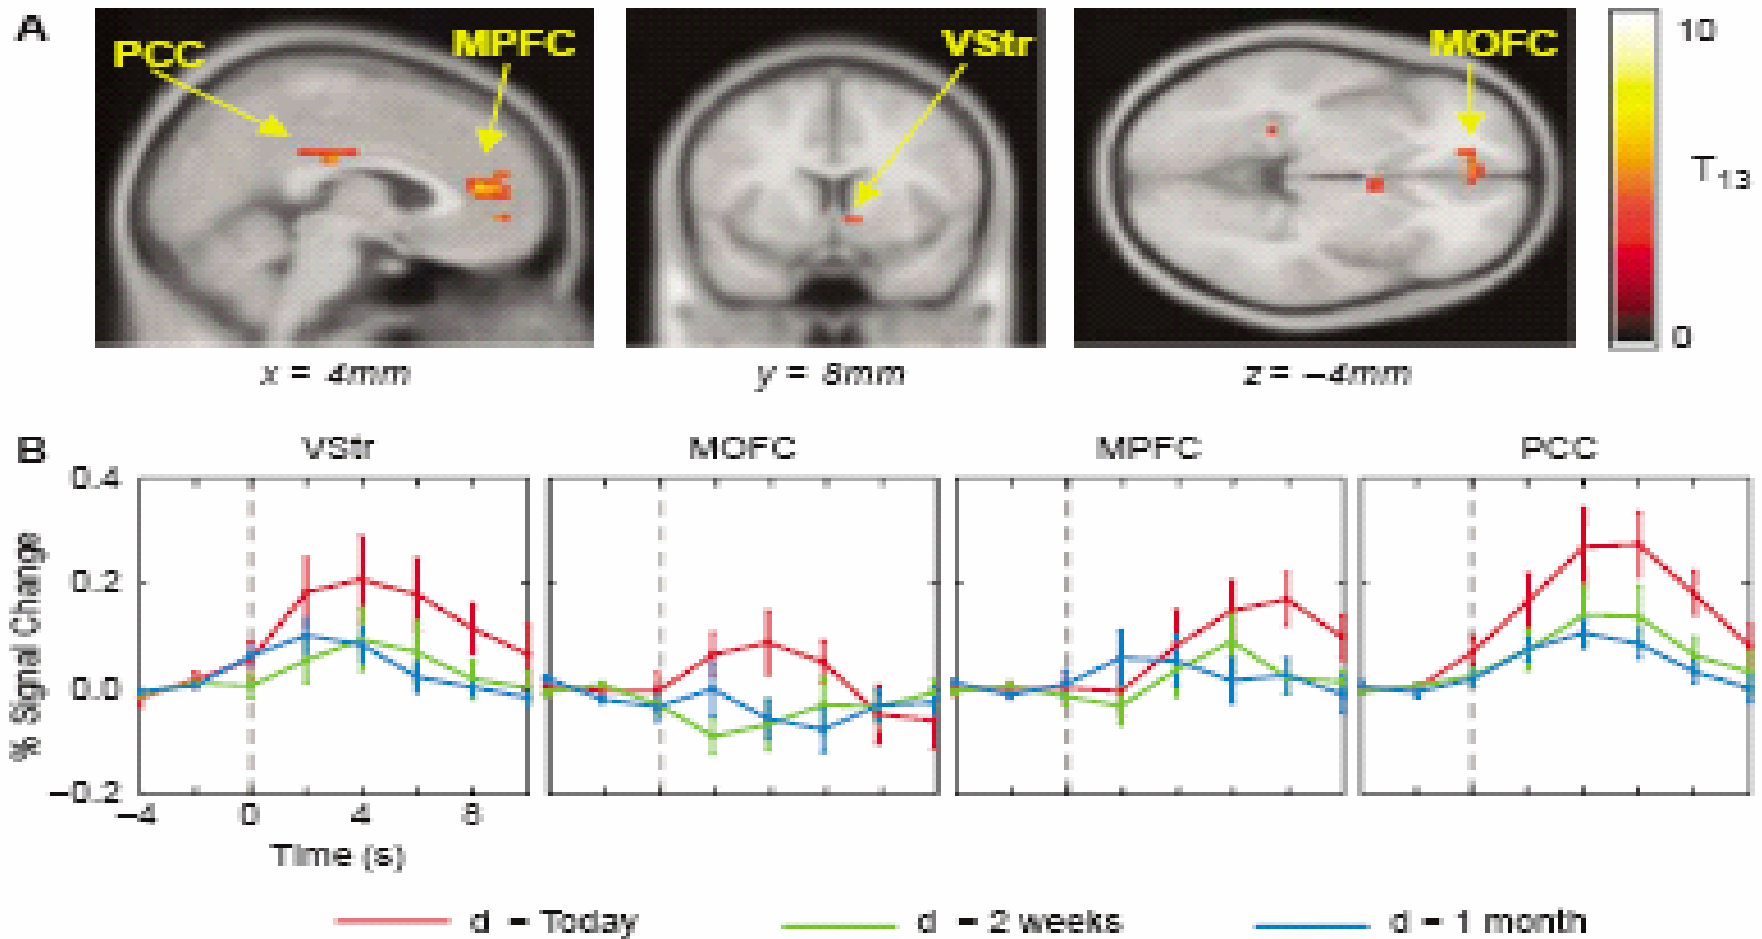 A
PCC
MPFC
VStr
MOFC
10
T13
0
x = 4mm
y = 8mm
z = −4mm
B
VStr
MOFC
MPFC
PCC
% Signal Change
0.4
0.2
0.0
−0.2
−4
0
4
8
Time (s)
d = Today
d = 2 weeks
d = 1 month